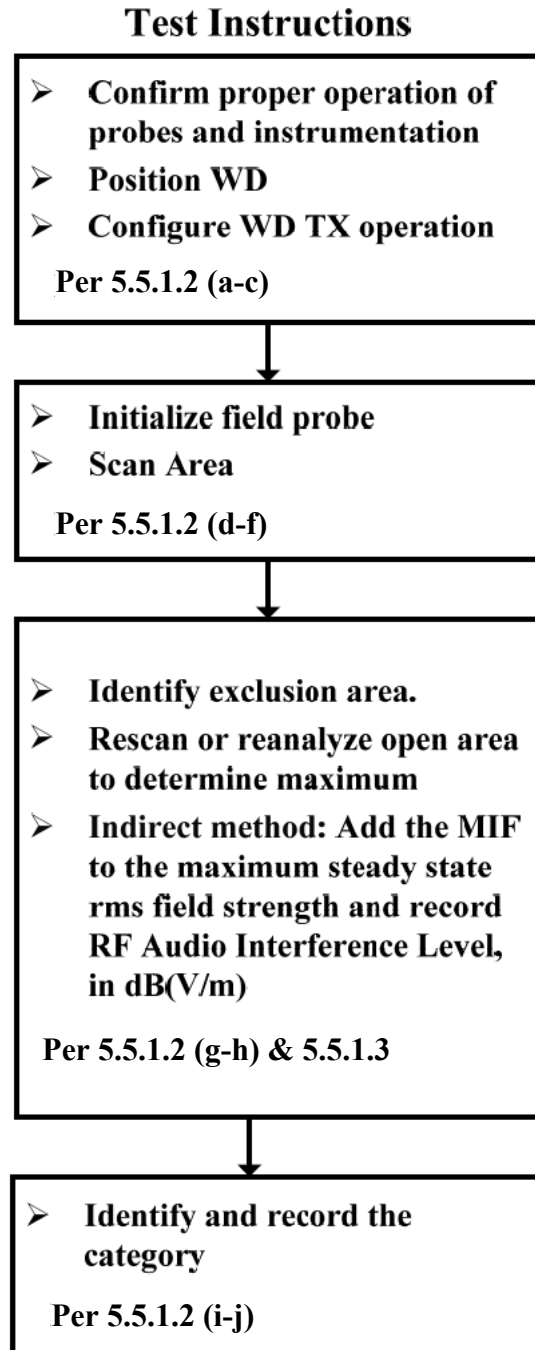 Test Instructions
➢ Confirm proper operation of
probes and instrumentation
➢ Position WD
➢ Configure WD TX operation
Per 5.5.1.2 (a-c)
➢ Initialize field probe
➢ Scan Area
Per 5.5.1.2 (d-f)
➢ Identify exclusion area.
➢ Rescan or reanalyze open area
to determine maximum
➢ Indirect method: Add the MIF
to the maximum steady state
rms field strength and record
RF Audio Interference Level,
in dB(V/m)
Per 5.5.1.2 (g-h) & 5.5.1.3
➢ Identify and record the
category
Per 5.5.1.2 (i-j)